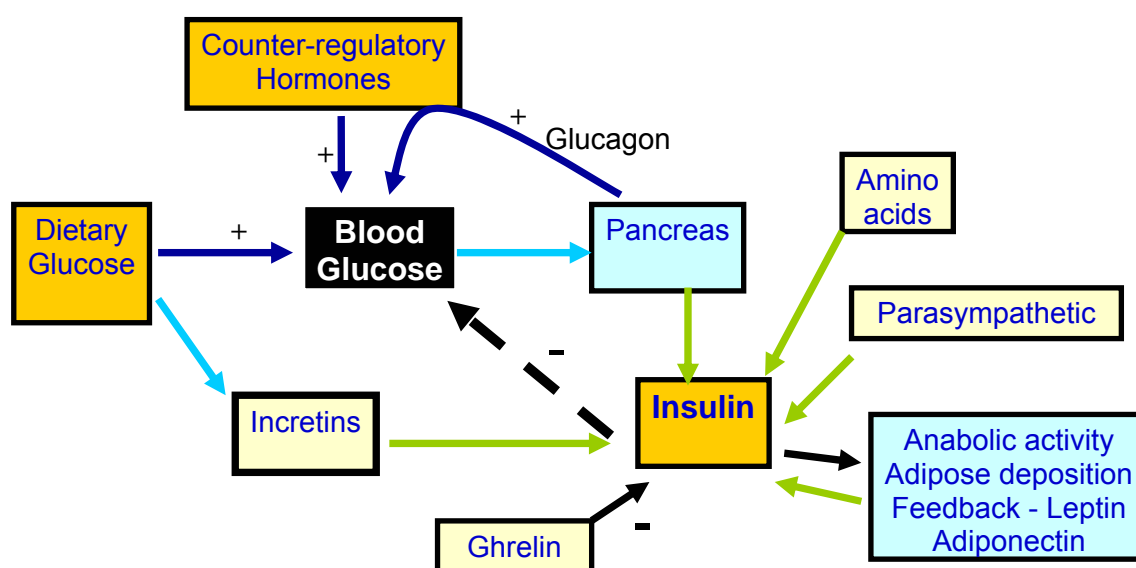 Counter-regulatory
Hormones
+
Glucagon
+
Amino
acids
Dietary
Glucose
+
Blood
Glucose
Pancreas
Parasympathetic
-
Insulin
Incretins
Anabolic activity
Adipose deposition
Feedback - Leptin
Adiponectin
-
Ghrelin